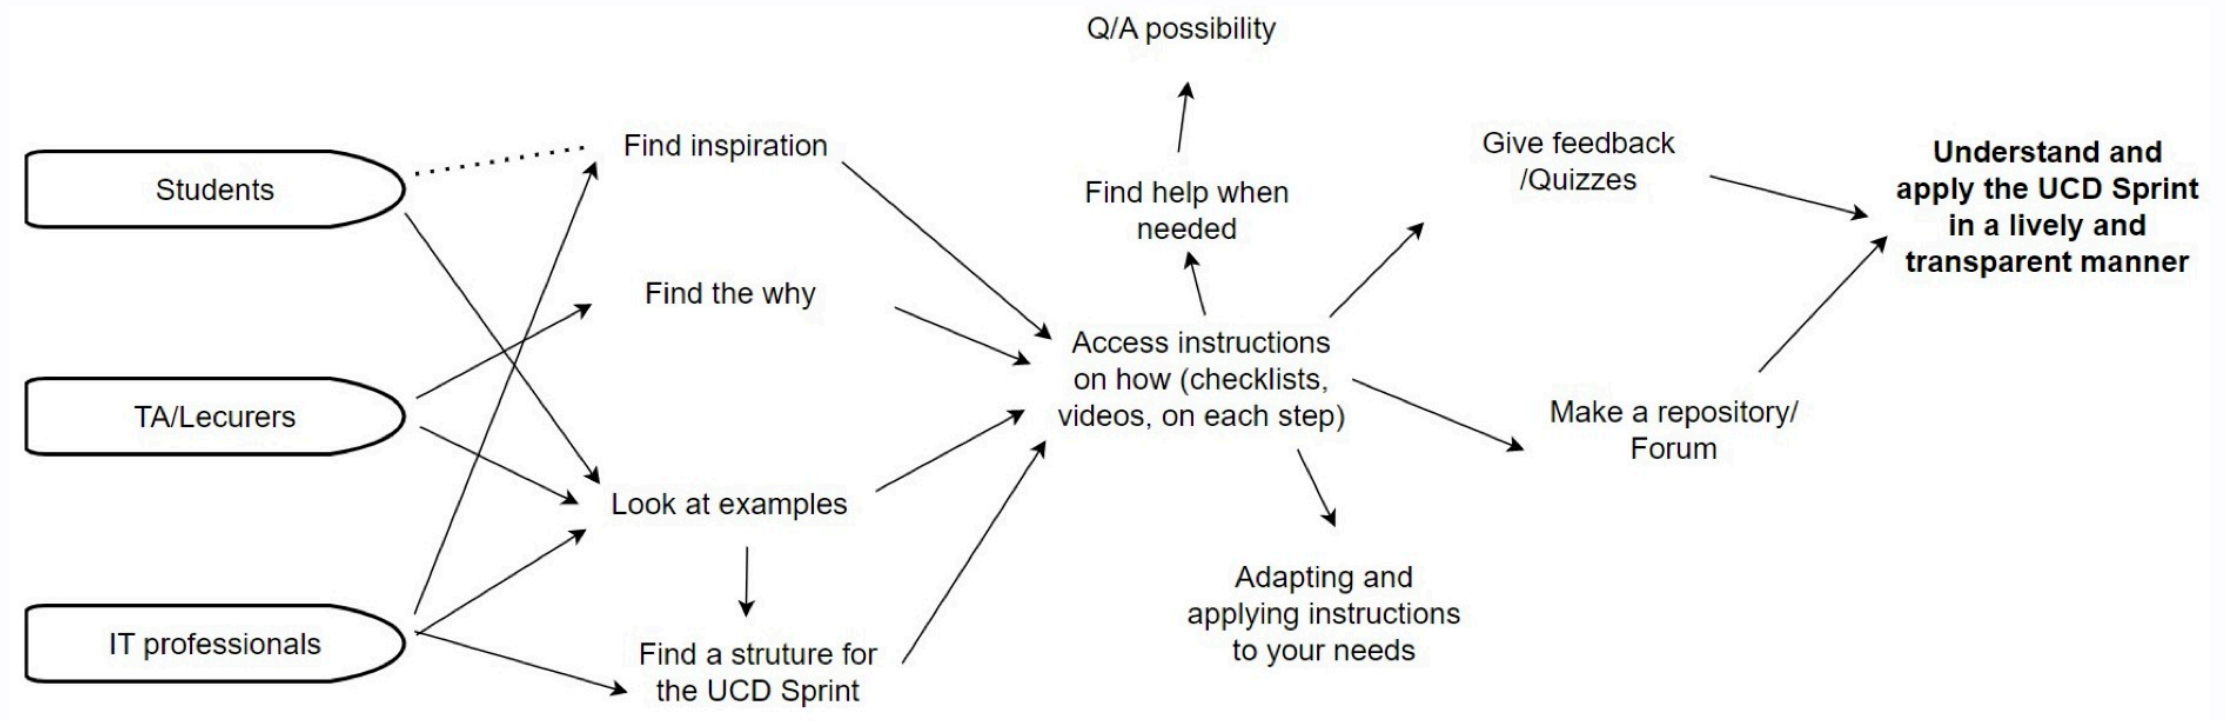 Students
TA/Lecurers
IT professionals
Find inspiration
Find the why
Look at examples
Find a struture for
the UCD Sprint
Q/A possibility
Find help when
needed
Access instructions
on how (checklists,
videos, on each step)
Adapting and
applying instructions
to your needs
Give feedback
/Quizzes
Make a repository/
Forum
Understand and
apply the UCD Sprint
in a lively and
transparent manner